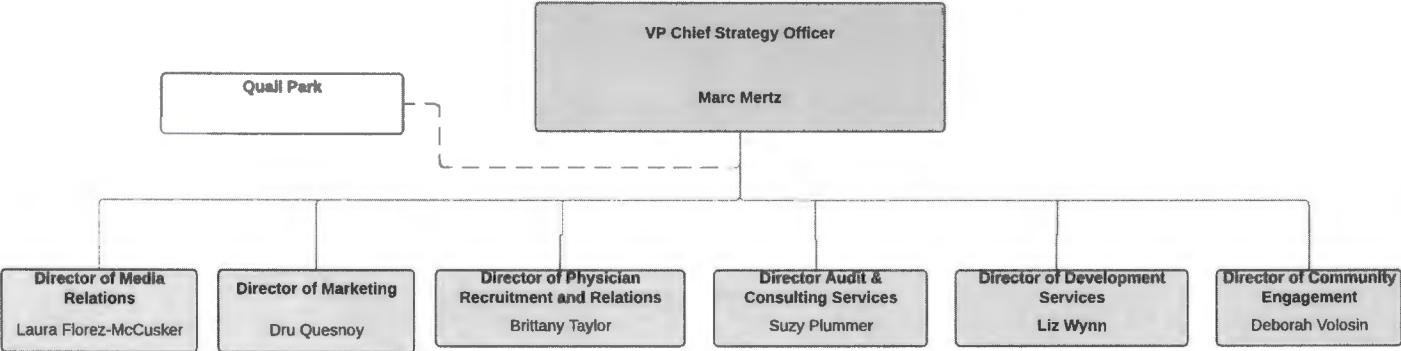 VP Chief Strategy Officer
Marc Mertz
Quail Park
Director of Media
Relations
Laura Florez-McCusker
Director of Marketing
Dru Quesnoy
Director of Physician
Recruitment and Relations
Brittany Taylor
Director Audit &
Consulting Services
Suzy Plummer
Director of Development
Services
Liz Wynn
Director of Community
Engagement
Deborah Volosin